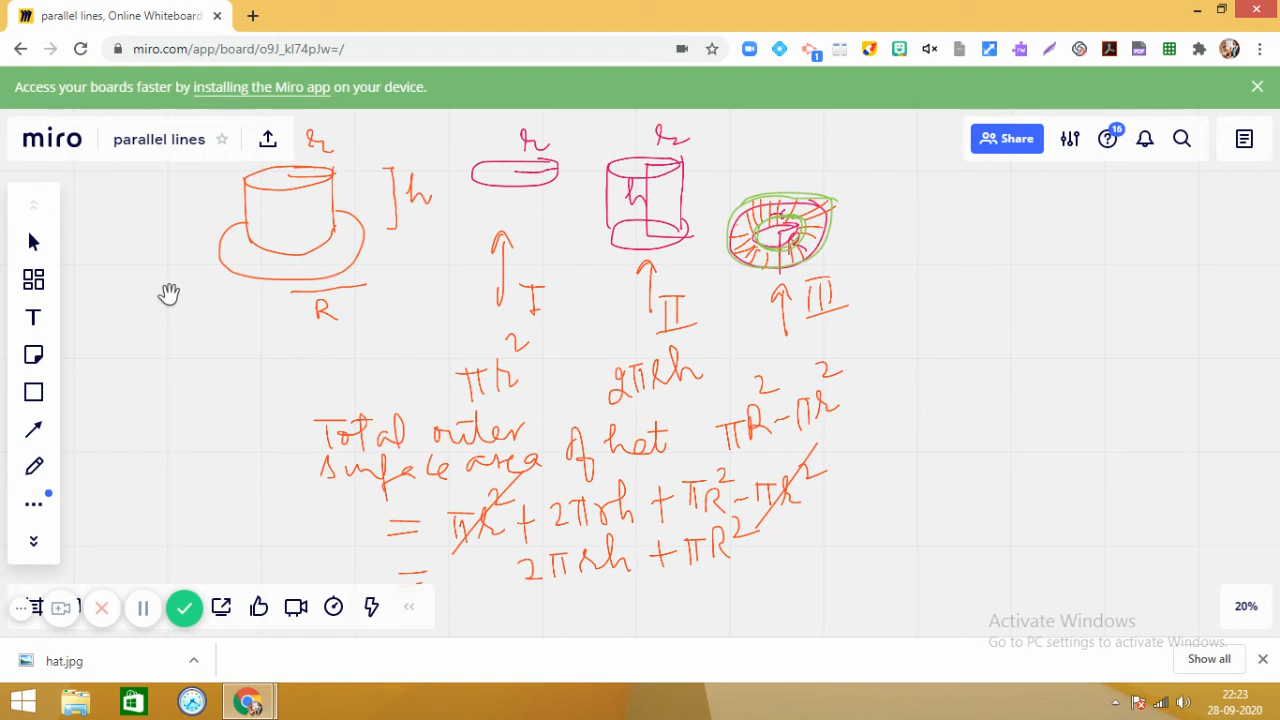 parallel lines, Online Whiteboard
miro.com/app/board/o9J_kl74pJw=/
1
Access your boards faster by installing the Miro app on your device.
miro
parallel lines
Share
16
r
h
R
r
r
h
I
II
III
πr²
2πrh
πR² - πr²
Total outer
surface area of hat
= πr² + 2πrh + πR² - πr²
= 2πrh + πR²
20%
Activate Windows
Go to PC settings to activate Windows.
hat.jpg
Show all
22:23
28-09-2020